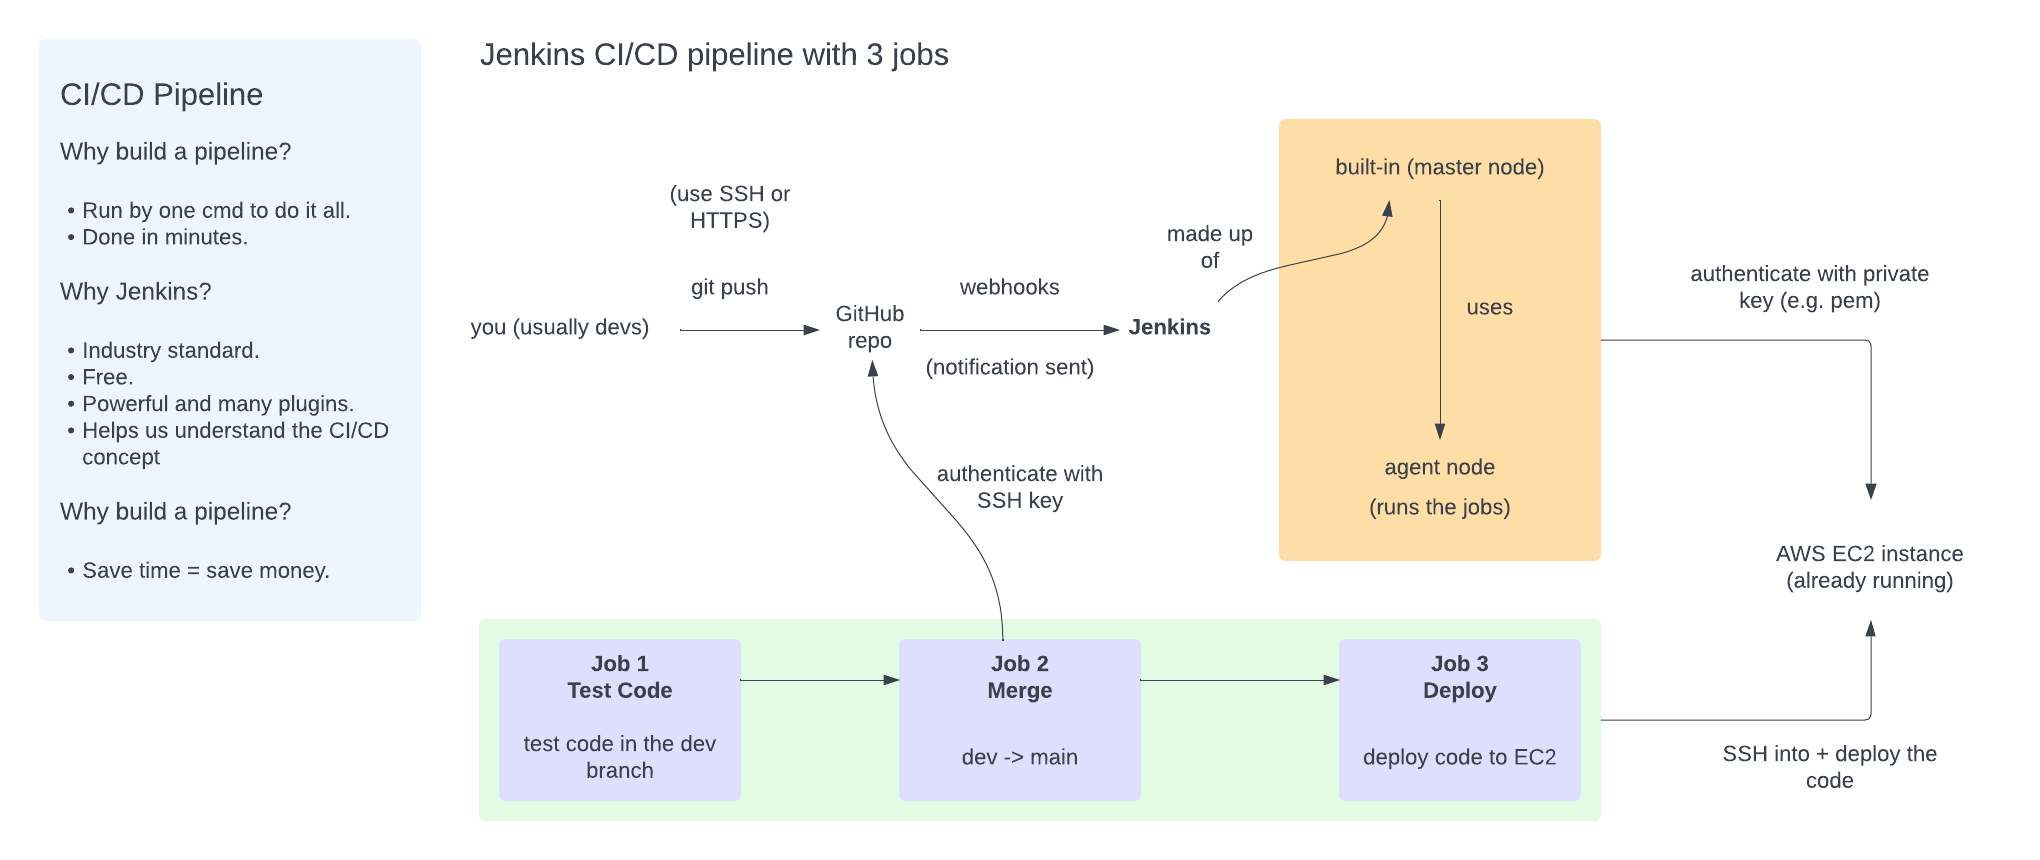 CI/CD Pipeline
Why build a pipeline?
• Run by one cmd to do it all.
• Done in minutes.
Why Jenkins?
• Industry standard.
• Free.
• Powerful and many plugins.
• Helps us understand the CI/CD
concept
Why build a pipeline?
• Save time = save money.
Jenkins CI/CD pipeline with 3 jobs
(use SSH or
HTTPS)
git push
you (usually devs)
GitHub
repo
webhooks
(notification sent)
Jenkins
made up
of
built-in (master node)
uses
agent node
(runs the jobs)
authenticate with private
key (e.g. pem)
authenticate with
SSH key
AWS EC2 instance
(already running)
Job 1
Test Code
test code in the dev
branch
Job 2
Merge
dev -> main
Job 3
Deploy
deploy code to EC2
SSH into + deploy the
code